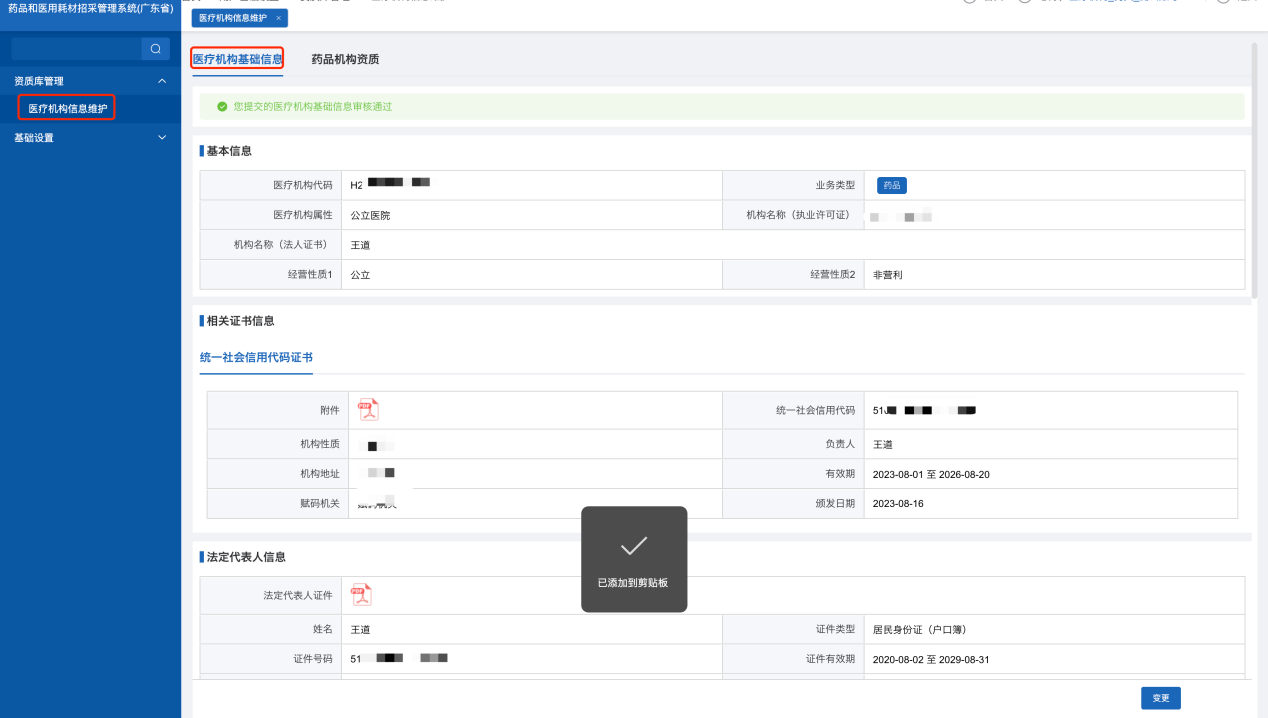 药品和医用耗材招采管理系统(广东省)
医疗机构信息维护 ×
资质库管理
医疗机构信息维护
基础设置
医疗机构基础信息 药品机构资质
您提交的医疗机构基础信息审核通过
基本信息
医疗机构代码 H2 业务类型 药品
医疗机构属性 公立医院 机构名称（执业许可证）
机构名称（法人证书） 王道
经营性质1 公立 经营性质2 非营利
相关证书信息
统一社会信用代码证书
附件 PDF 统一社会信用代码 51
机构性质 负责人 王道
机构地址 有效期 2023-08-01 至 2026-08-20
赋码机关 颁发日期 2023-08-16
法定代表人信息
法定代表人证件 PDF
已添加到剪贴板
姓名 王道 证件类型 居民身份证（户口簿）
证件号码 51 证件有效期 2020-08-02 至 2029-08-31
变更